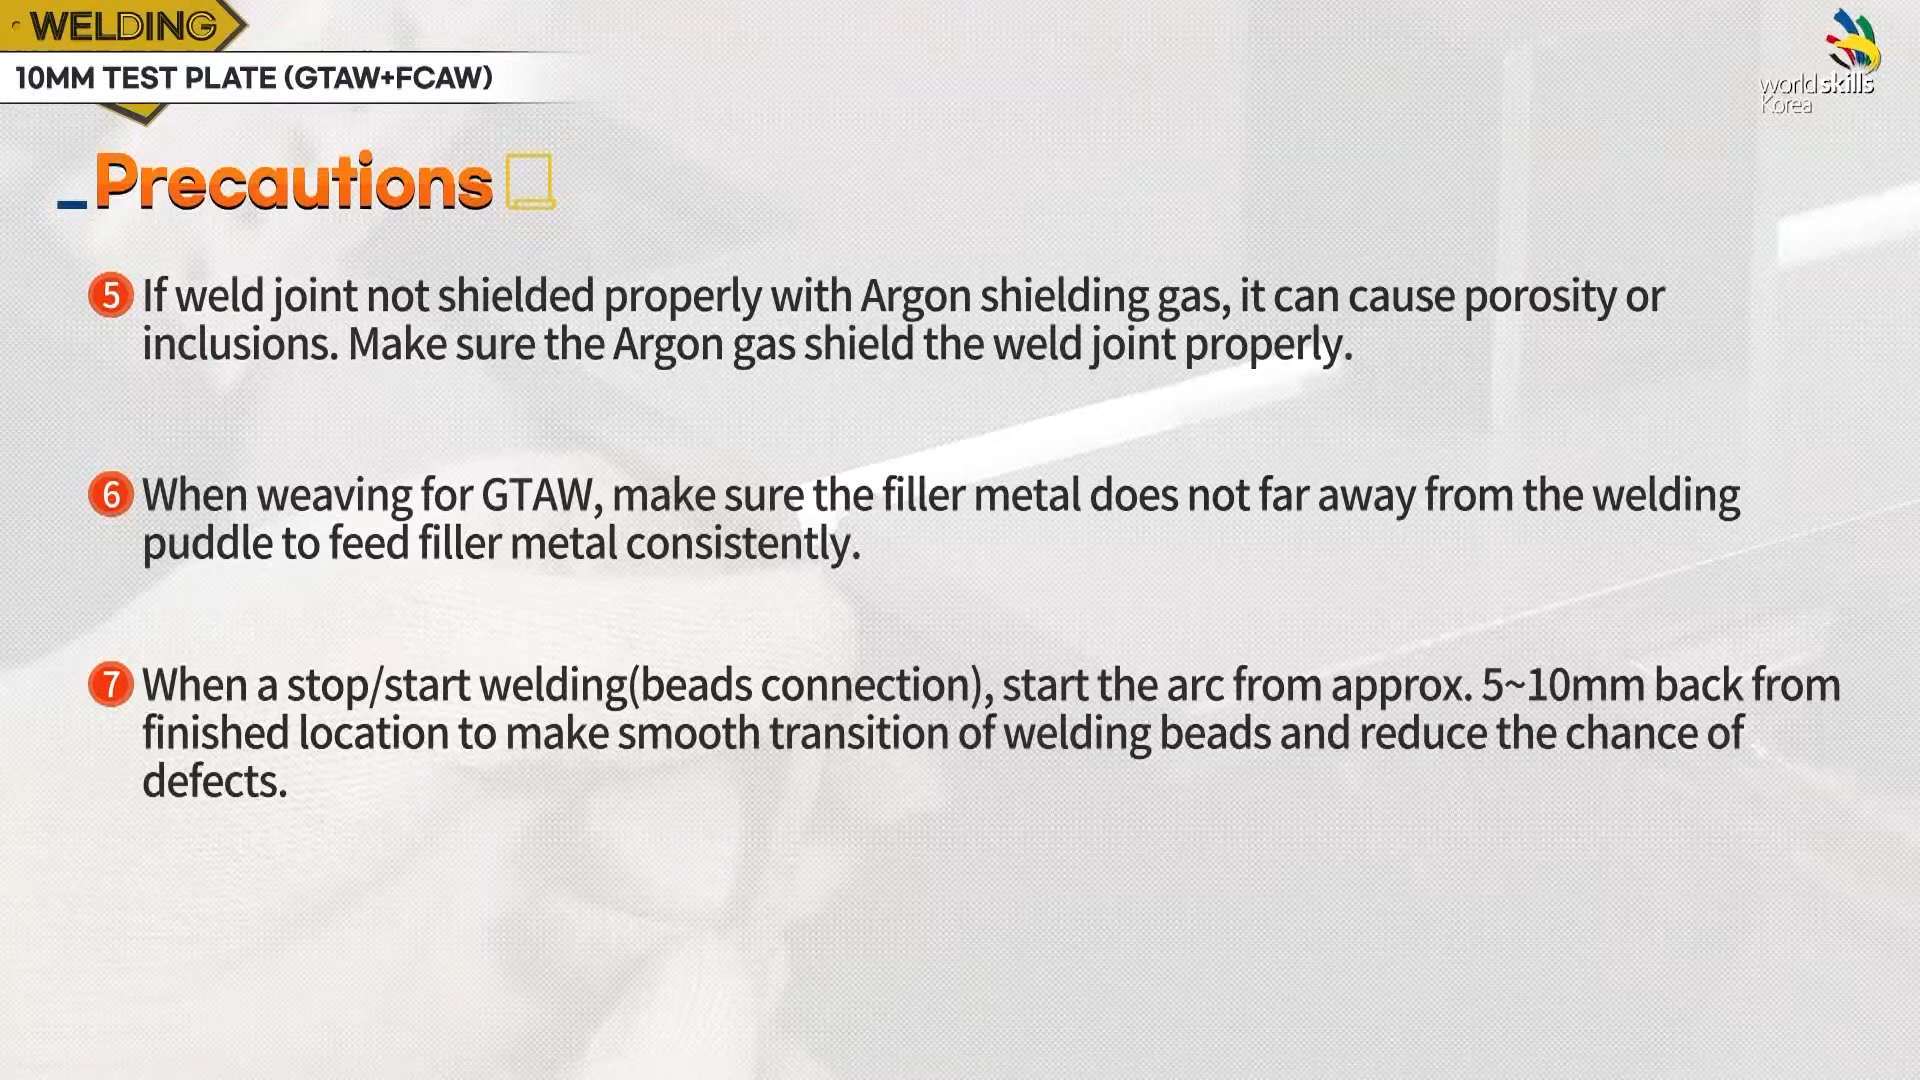 WELDING
10MM TEST PLATE (GTAW+FCAW)
world skills
Korea
Precautions
5 If weld joint not shielded properly with Argon shielding gas, it can cause porosity or
inclusions. Make sure the Argon gas shield the weld joint properly.
6 When weaving for GTAW, make sure the filler metal does not far away from the welding
puddle to feed filler metal consistently.
7 When a stop/start welding(beads connection), start the arc from approx. 5~10mm back from
finished location to make smooth transition of welding beads and reduce the chance of
defects.